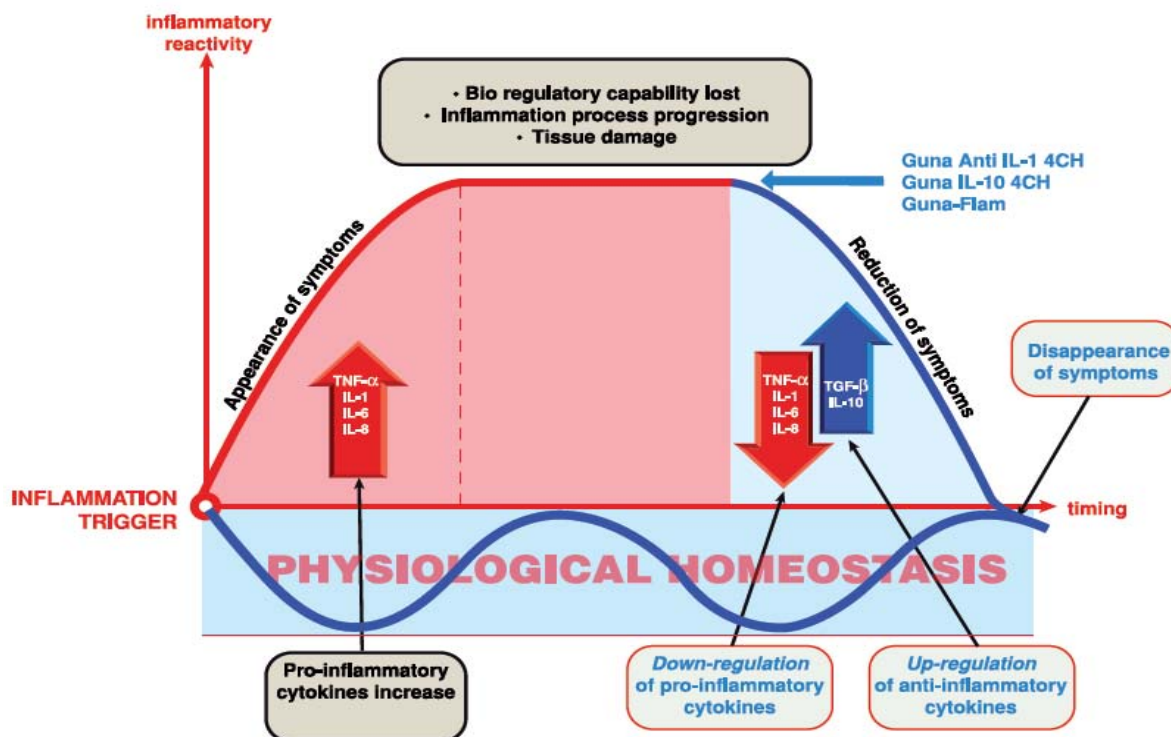 inflammatory
reactivity
• Bio regulatory capability lost
• Inflammation process progression
• Tissue damage
Guna Anti IL-1 4CH
Guna IL-10 4CH
Guna-Flam
Appearance of symptoms
Reduction of symptoms
TNF-α
IL-1
IL-6
IL-8
TNF-α
IL-1
IL-6
IL-8
TGF-β
IL-10
Disappearance
of symptoms
INFLAMMATION
TRIGGER
timing
PHYSIOLOGICAL HOMEOSTASIS
Pro-inflammatory
cytokines increase
Down-regulation
of pro-inflammatory
cytokines
Up-regulation
of anti-inflammatory
cytokines